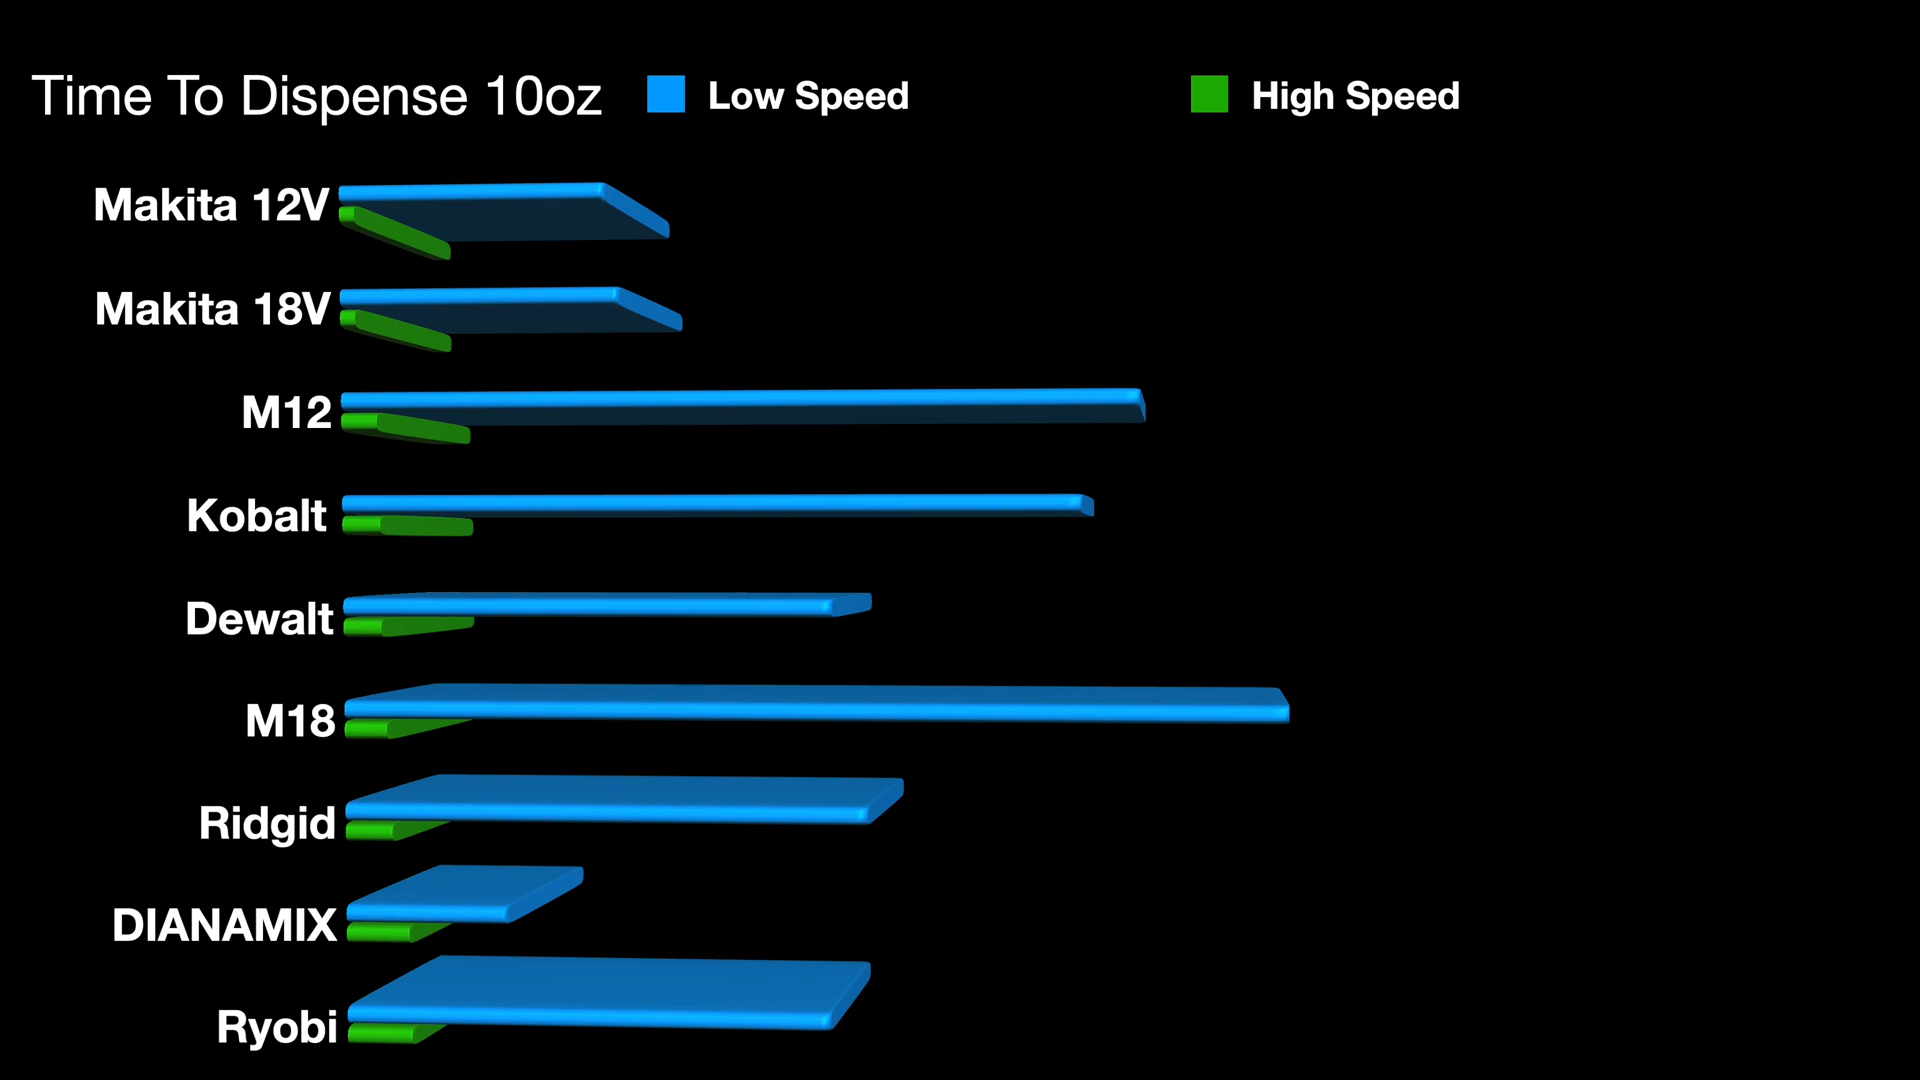 Time To Dispense 10oz
Low Speed
High Speed
Makita 12V
Makita 18V
M12
Kobalt
Dewalt
M18
Ridgid
DIANAMIX
Ryobi